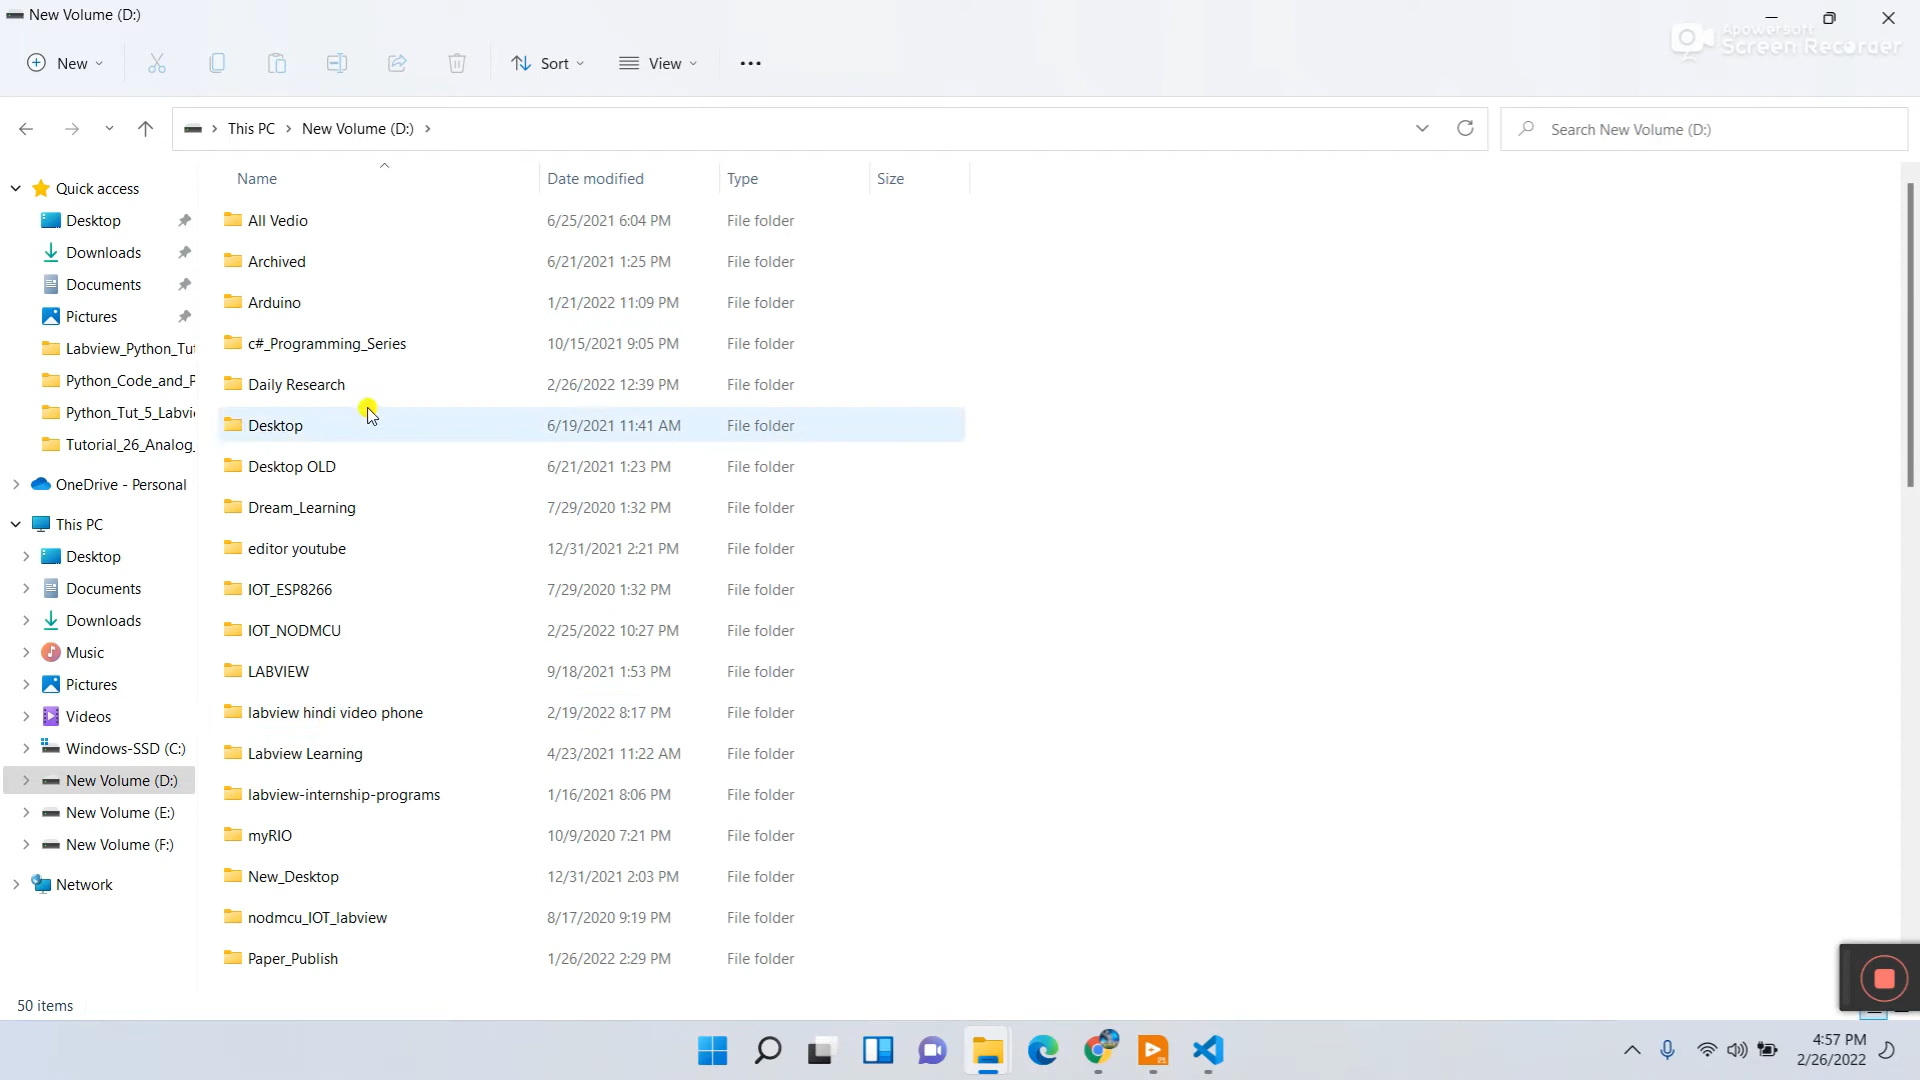 New Volume (D:)
Apowersoft
Screen Recorder
New
Sort
View
This PC
New Volume (D:)
Search New Volume (D:)
Quick access
Desktop
Downloads
Documents
Pictures
Labview_Python_Tut
Python_Code_and_P
Python_Tut_5_Labvi
Tutorial_26_Analog_
OneDrive - Personal
This PC
Desktop
Documents
Downloads
Music
Pictures
Videos
Windows-SSD (C:)
New Volume (D:)
New Volume (E:)
New Volume (F:)
Network
Name Date modified Type Size
All Vedio 6/25/2021 6:04 PM File folder
Archived 6/21/2021 1:25 PM File folder
Arduino 1/21/2022 11:09 PM File folder
c#_Programming_Series 10/15/2021 9:05 PM File folder
Daily Research 2/26/2022 12:39 PM File folder
Desktop 6/19/2021 11:41 AM File folder
Desktop OLD 6/21/2021 1:23 PM File folder
Dream_Learning 7/29/2020 1:32 PM File folder
editor youtube 12/31/2021 2:21 PM File folder
IOT_ESP8266 7/29/2020 1:32 PM File folder
IOT_NODMCU 2/25/2022 10:27 PM File folder
LABVIEW 9/18/2021 1:53 PM File folder
labview hindi video phone 2/19/2022 8:17 PM File folder
Labview Learning 4/23/2021 11:22 AM File folder
labview-internship-programs 1/16/2021 8:06 PM File folder
myRIO 10/9/2020 7:21 PM File folder
New_Desktop 12/31/2021 2:03 PM File folder
nodmcu_IOT_labview 8/17/2020 9:19 PM File folder
Paper_Publish 1/26/2022 2:29 PM File folder
50 items
4:57 PM
2/26/2022